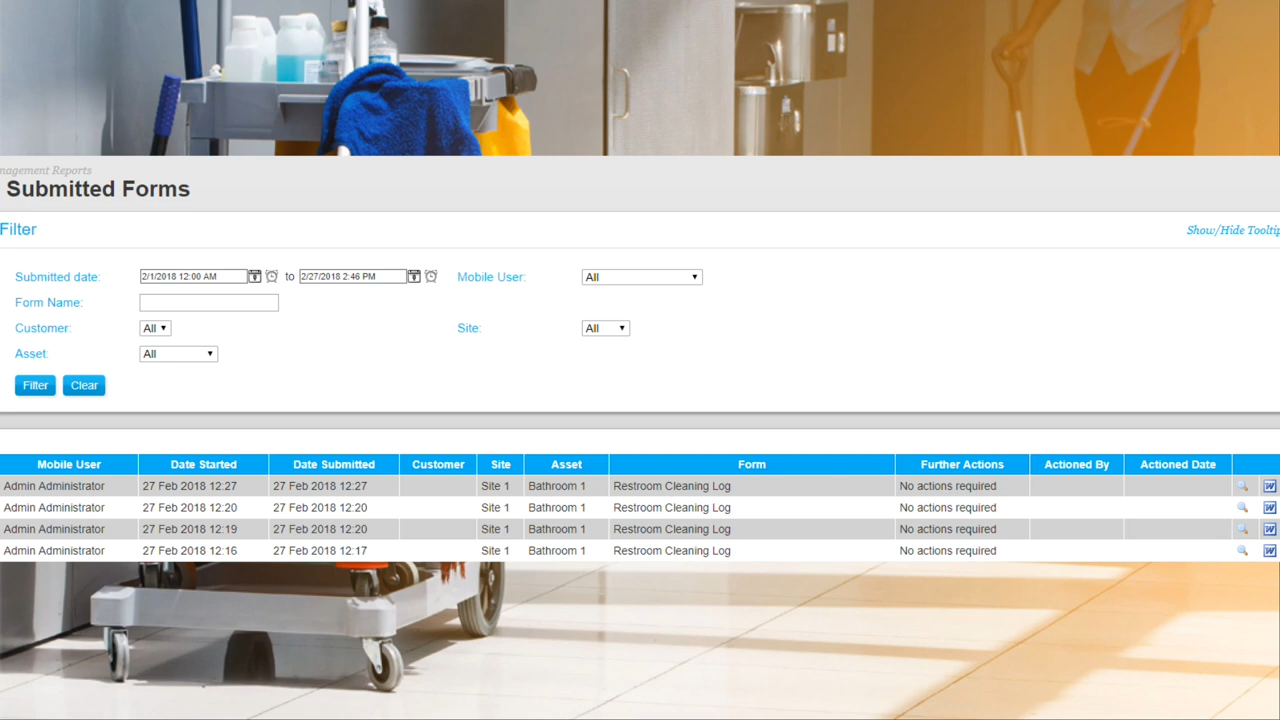 nagement Reports
Submitted Forms
Filter
Show/Hide Tooltip
Submitted date: 2/1/2018 12:00 AM to 2/27/2018 2:46 PM Mobile User: All
Form Name:
Customer: All Site: All
Asset: All
Filter Clear
Mobile User Date Started Date Submitted Customer Site Asset Form Further Actions Actioned By Actioned Date
Admin Administrator 27 Feb 2018 12:27 27 Feb 2018 12:27 Site 1 Bathroom 1 Restroom Cleaning Log No actions required
Admin Administrator 27 Feb 2018 12:20 27 Feb 2018 12:20 Site 1 Bathroom 1 Restroom Cleaning Log No actions required
Admin Administrator 27 Feb 2018 12:19 27 Feb 2018 12:20 Site 1 Bathroom 1 Restroom Cleaning Log No actions required
Admin Administrator 27 Feb 2018 12:16 27 Feb 2018 12:17 Site 1 Bathroom 1 Restroom Cleaning Log No actions required